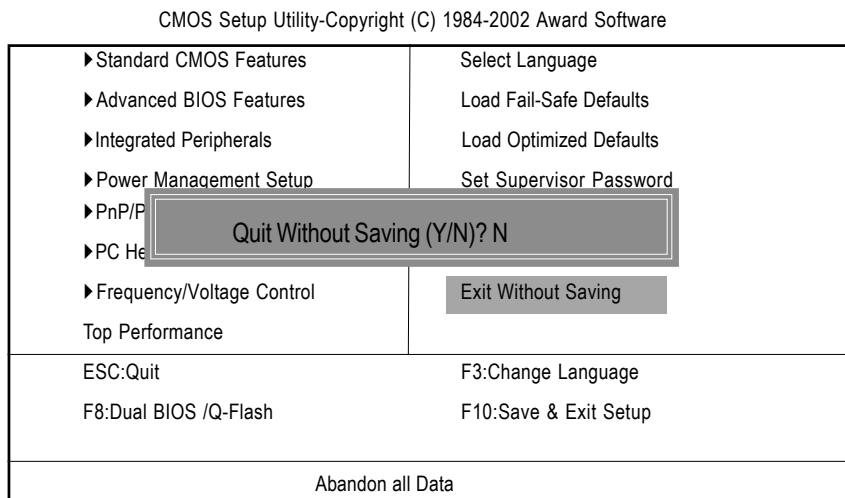 CMOS Setup Utility-Copyright (C) 1984-2002 Award Software
Standard CMOS Features
Select Language
Advanced BIOS Features
Load Fail-Safe Defaults
Integrated Peripherals
Load Optimized Defaults
Power Management Setup
Set Supervisor Password
PnP/P
Quit Without Saving (Y/N)? N
PC He
Frequency/Voltage Control
Exit Without Saving
Top Performance
ESC:Quit
F3:Change Language
F8:Dual BIOS /Q-Flash
F10:Save & Exit Setup
Abandon all Data